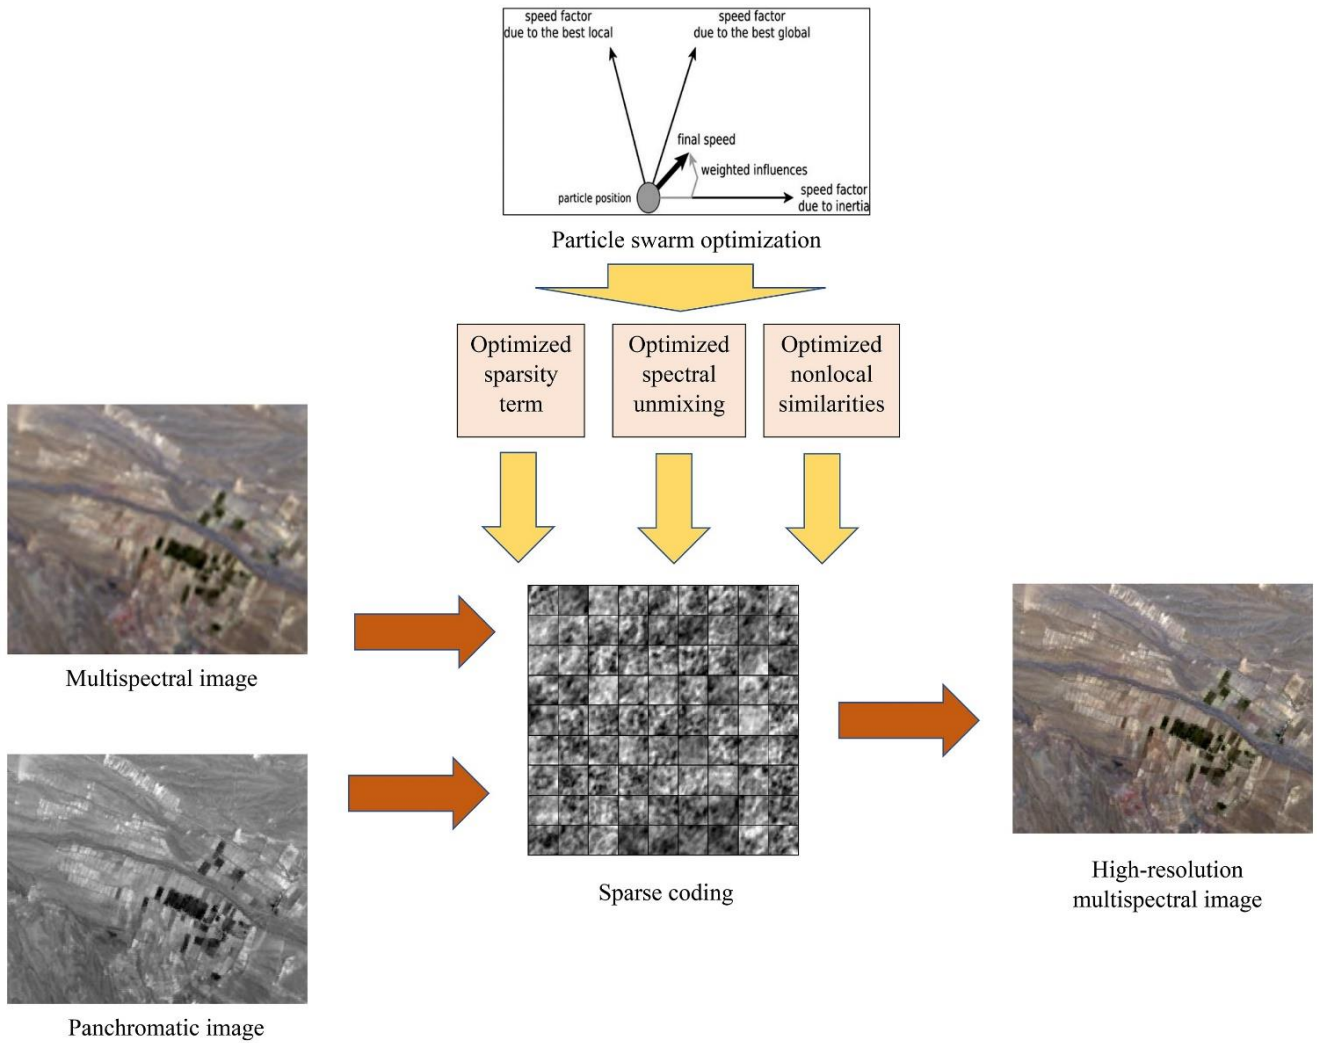 speed factor
due to the best local
speed factor
due to the best global
final speed
weighted influences
particle position
speed factor
due to inertia
Particle swarm optimization
Optimized
sparsity
term
Optimized
spectral
unmixing
Optimized
nonlocal
similarities
Multispectral image
Sparse coding
High-resolution
multispectral image
Panchromatic image